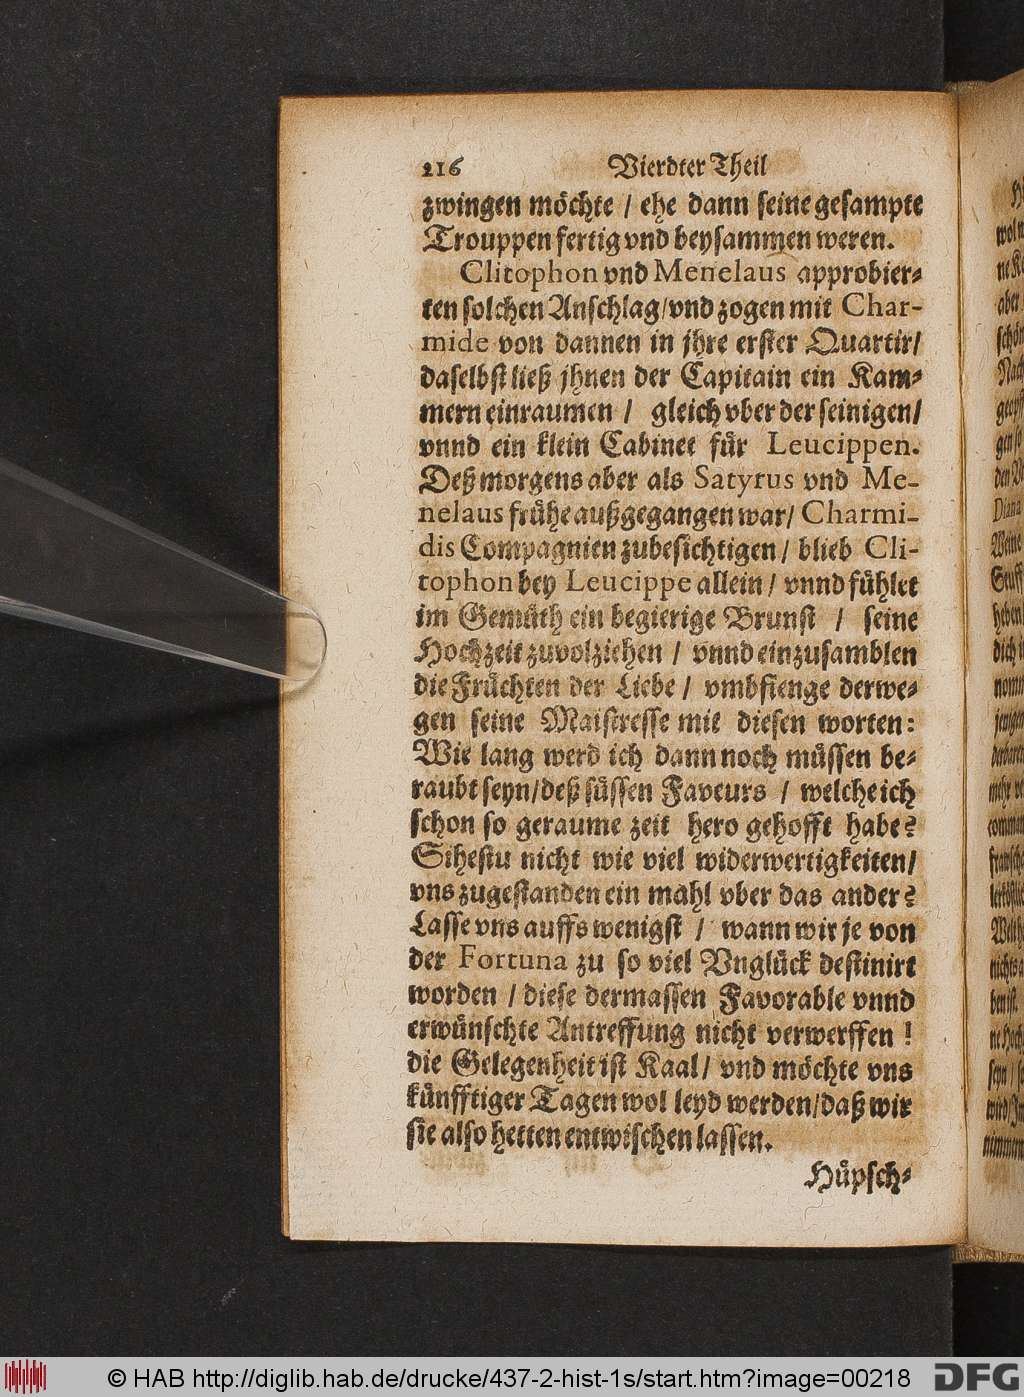 216 Vierdter Theil
zwingen möchte / ehe dann seine gesampte
Trouppen fertig vnd beysammen weren.
Clitophon vnd Menelaus approbier-
ten solchen Anschlag / vnd zogen mit Char-
mide von dannen in jhre erster Quartir /
daselbst ließ jhnen der Capitain ein Kam-
mern einraumen / gleich vber der seinigen /
vnnd ein klein Cabinet für Leucippen.
Deß morgens aber als Satyrus vnd Me-
nelaus frühe außgegangen war / Charmi-
dis Compagnien zubesichtigen / blieb Cli-
tophon bey Leucippe allein / vnnd fühlet
im Gemüth ein begierige Brunst / seine
Hochzeit zuvolziehen / vnnd einzusamblen
die Früchten der Liebe / vmbfienge derwe-
gen seine Maistresse mit diesen worten:
Wie lang werd ich dann noch müssen be-
raubt seyn / deß süssen Faveurs / welche ich
schon so geraume zeit hero gehofft habe?
Sihestu nicht wie viel widerwertigkeiten /
vns zugestanden ein mahl vber das ander?
Lasse vns auffs wenigst / wann wir je von
der Fortuna zu so viel Vnglück destinirt
worden / diese dermassen Favorable vnnd
erwünschte Antreffung nicht verwerffen!
die Gelegenheit ist Kaal / vnd möchte vns
künfftiger Tagen wol leyd werden / daß wir
sie also hetten entwischen lassen.
Hüpsch-
© HAB http://diglib.hab.de/drucke/437-2-hist-1s/start.htm?image=00218
DFG